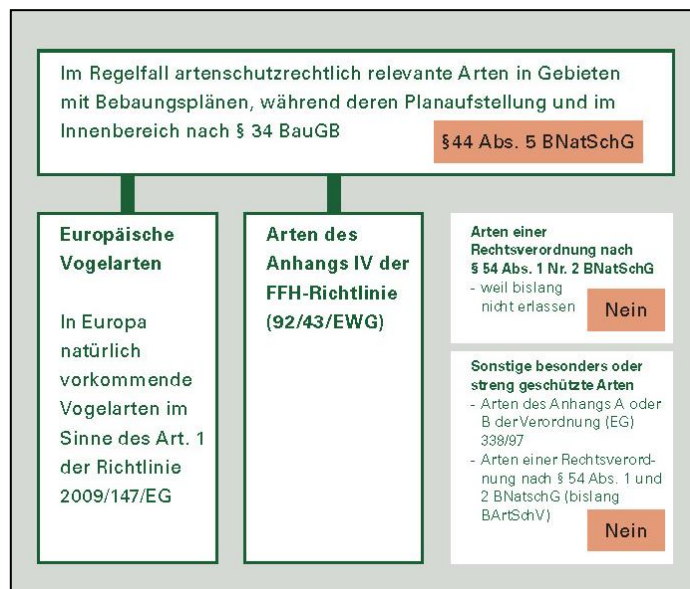 Im Regelfall artenschutzrechtlich relevante Arten in Gebieten
mit Bebaungsplänen, während deren Planaufstellung und im
Innenbereich nach § 34 BauGB
§44 Abs. 5 BNatSchG
Europäische
Vogelarten
In Europa
natürlich
vorkommende
Vogelarten im
Sinne des Art. 1
der Richtlinie
2009/147/EG
Arten des
Anhangs IV der
FFH-Richtlinie
(92/43/EWG)
Arten einer
Rechtsverordnung nach
§ 54 Abs. 1 Nr. 2 BNatSchG
- weil bislang
nicht erlassen
Nein
Sonstige besonders oder
streng geschützte Arten
- Arten des Anhangs A oder
B der Verordnung (EG)
338/97
- Arten einer Rechtsverord-
nung nach § 54 Abs. 1 und
2 BNatschG (bislang
BArtSchV)
Nein